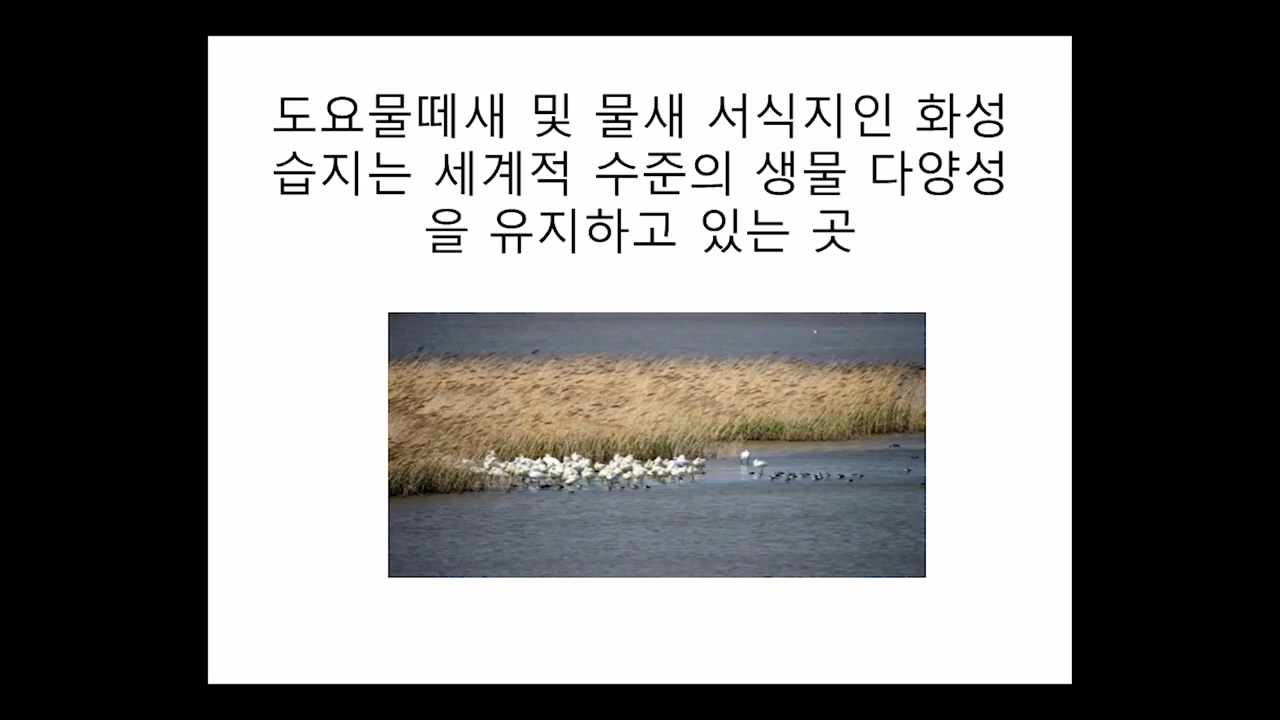 도요물떼새 및 물새 서식지인 화성
습지는 세계적 수준의 생물 다양성
을 유지하고 있는 곳